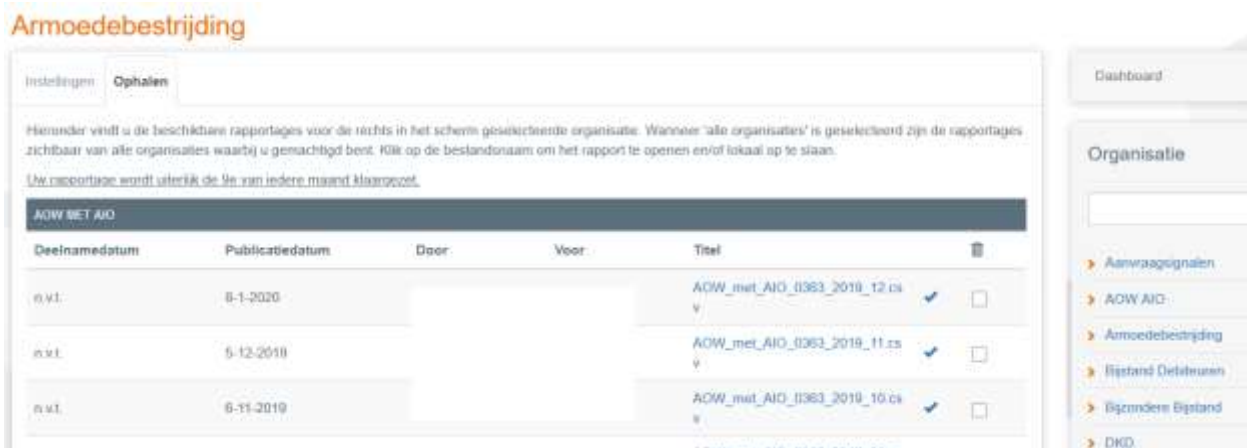 Armoedebestrijding
Instellingen Ophalen
Hieronder vindt u de beschikbare rapportages voor de rechts in het scherm geselecteerde organisatie. Wanneer 'alle organisaties' is geselecteerd zijn de rapportages
zichtbaar van alle organisaties waarbij u gemachtigd bent. Klik op de bestandsnaam om het rapport te openen en/of lokaal op te slaan.
Uw rapportage wordt uiterlijk de 9e van iedere maand klaargezet.
AOW MET AIO
Deelnamedatum Publicatiedatum Door Voor Titel
n.v.t. 8-1-2020 AOW_met_AIO_0363_2019_12.cs
v
n.v.t. 5-12-2019 AOW_met_AIO_0363_2019_11.cs
v
n.v.t. 6-11-2019 AOW_met_AIO_0363_2019_10.cs
v
Dashboard
Organisatie
Aanvraagsignalen
AOW AIO
Armoedebestrijding
Bijstand Debiteuren
Bijzondere Bijstand
DKD